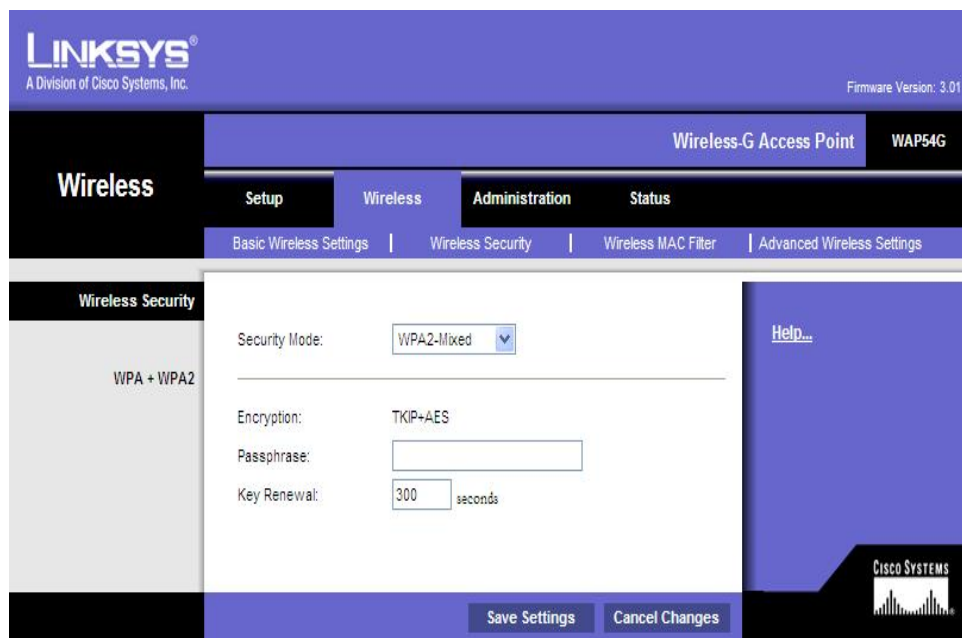 LINKSYS®
A Division of Cisco Systems, Inc.
Firmware Version: 3.01
Wireless-G Access Point WAP54G
Wireless
Setup Wireless Administration Status
Basic Wireless Settings | Wireless Security | Wireless MAC Filter | Advanced Wireless Settings
Wireless Security
Security Mode: WPA2-Mixed
Help...
WPA + WPA2
Encryption: TKIP+AES
Passphrase:
Key Renewal: 300 seconds
CISCO SYSTEMS
Save Settings Cancel Changes